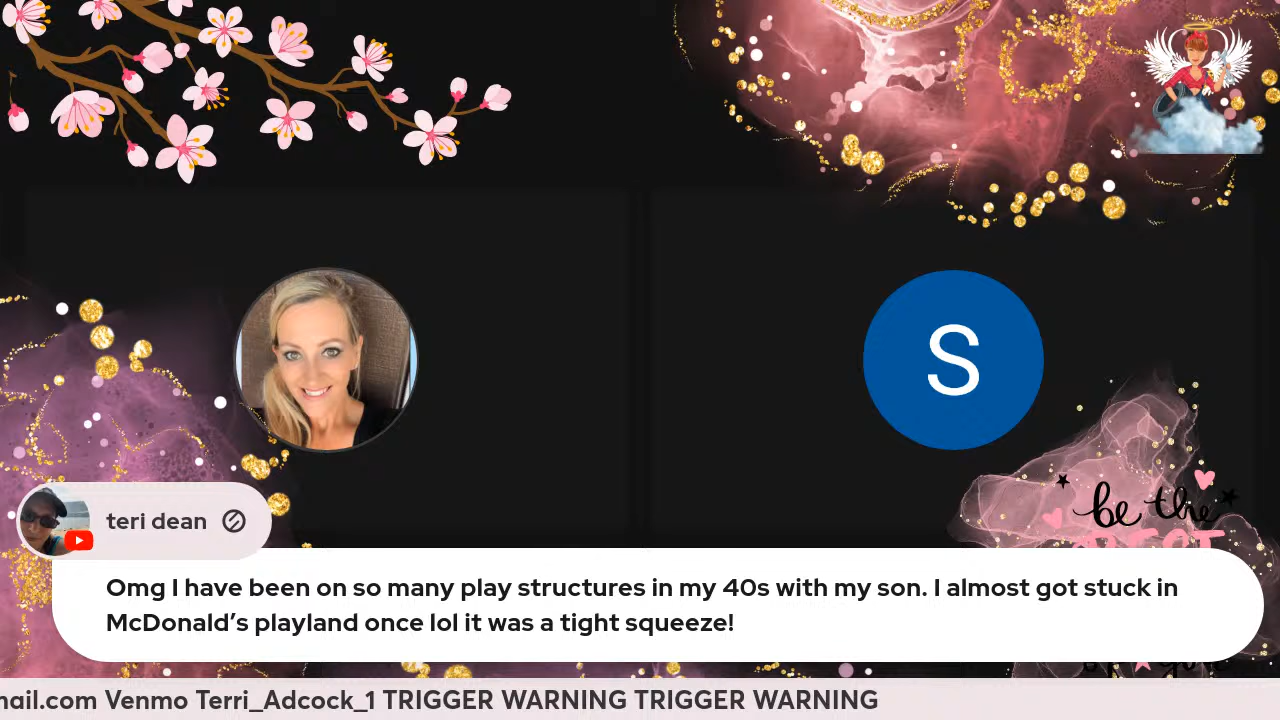 S
be the
teri dean
Omg I have been on so many play structures in my 40s with my son. I almost got stuck in
McDonald’s playland once lol it was a tight squeeze!
mail.com Venmo Terri_Adcock_1 TRIGGER WARNING TRIGGER WARNING